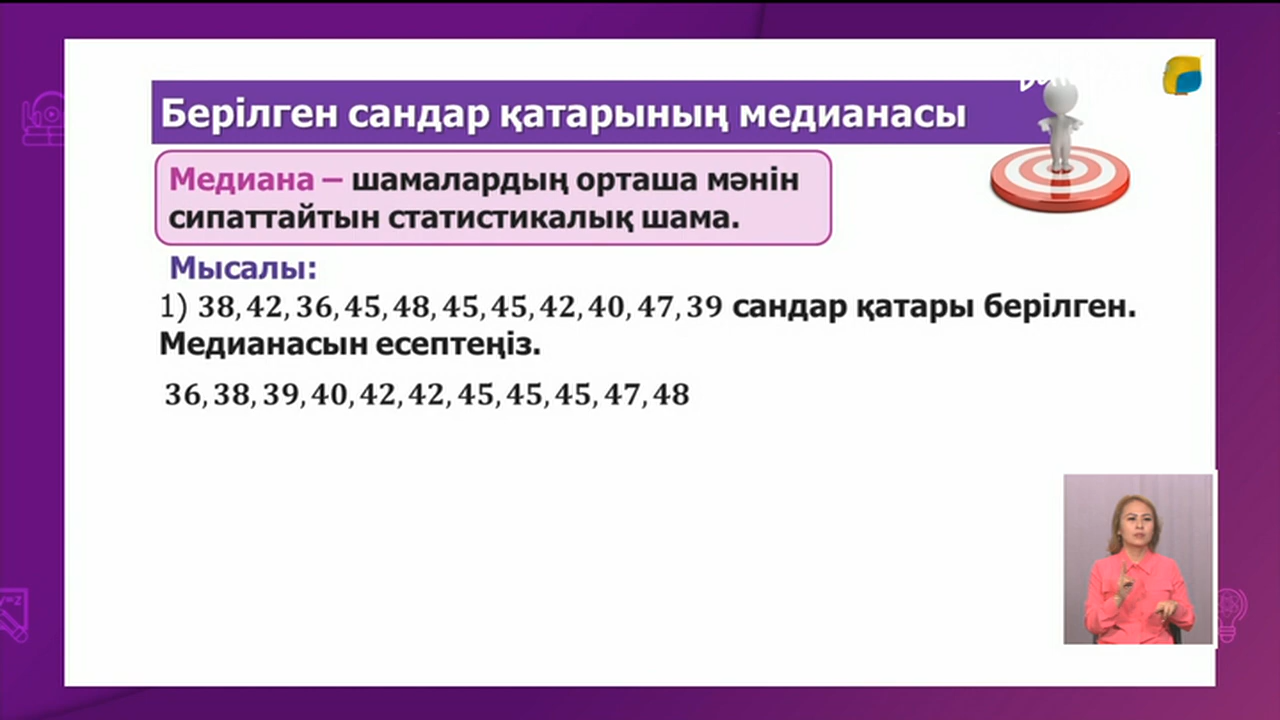 Берілген сандар қатарының медианасы
Медиана – шамалардың орташа мәнін
сипаттайтын статистикалық шама.
Мысалы:
1) 38, 42, 36, 45, 48, 45, 45, 42, 40, 47, 39 сандар қатары берілген.
Медианасын есептеңіз.
36, 38, 39, 40, 42, 42, 45, 45, 45, 47, 48